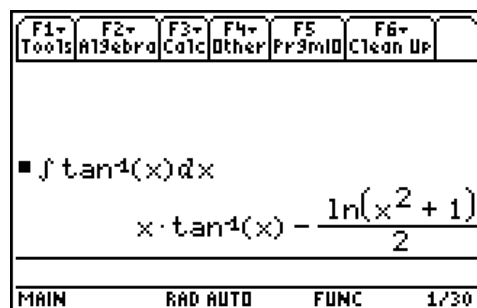 F1▾ F2▾ F3▾ F4▾ F5 F6▾
Tools Algebra Calc Other PrgmIO Clean Up
▪∫tan⁻¹(x)dx
x·tan⁻¹(x) − ln(x² + 1)/2
MAIN RAD AUTO FUNC 1/30